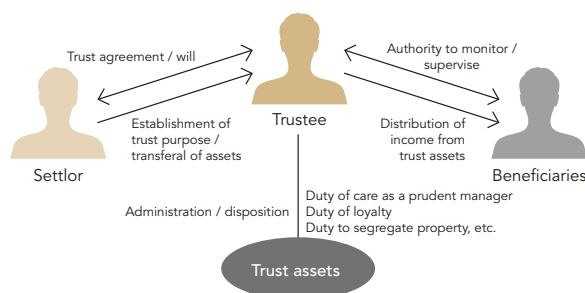 Trust agreement / will
Authority to monitor /
supervise
Trustee
Establishment of
trust purpose /
transferal of assets
Distribution of
income from
trust assets
Settlor
Beneficiaries
Administration / disposition
Duty of care as a prudent manager
Duty of loyalty
Duty to segregate property, etc.
Trust assets